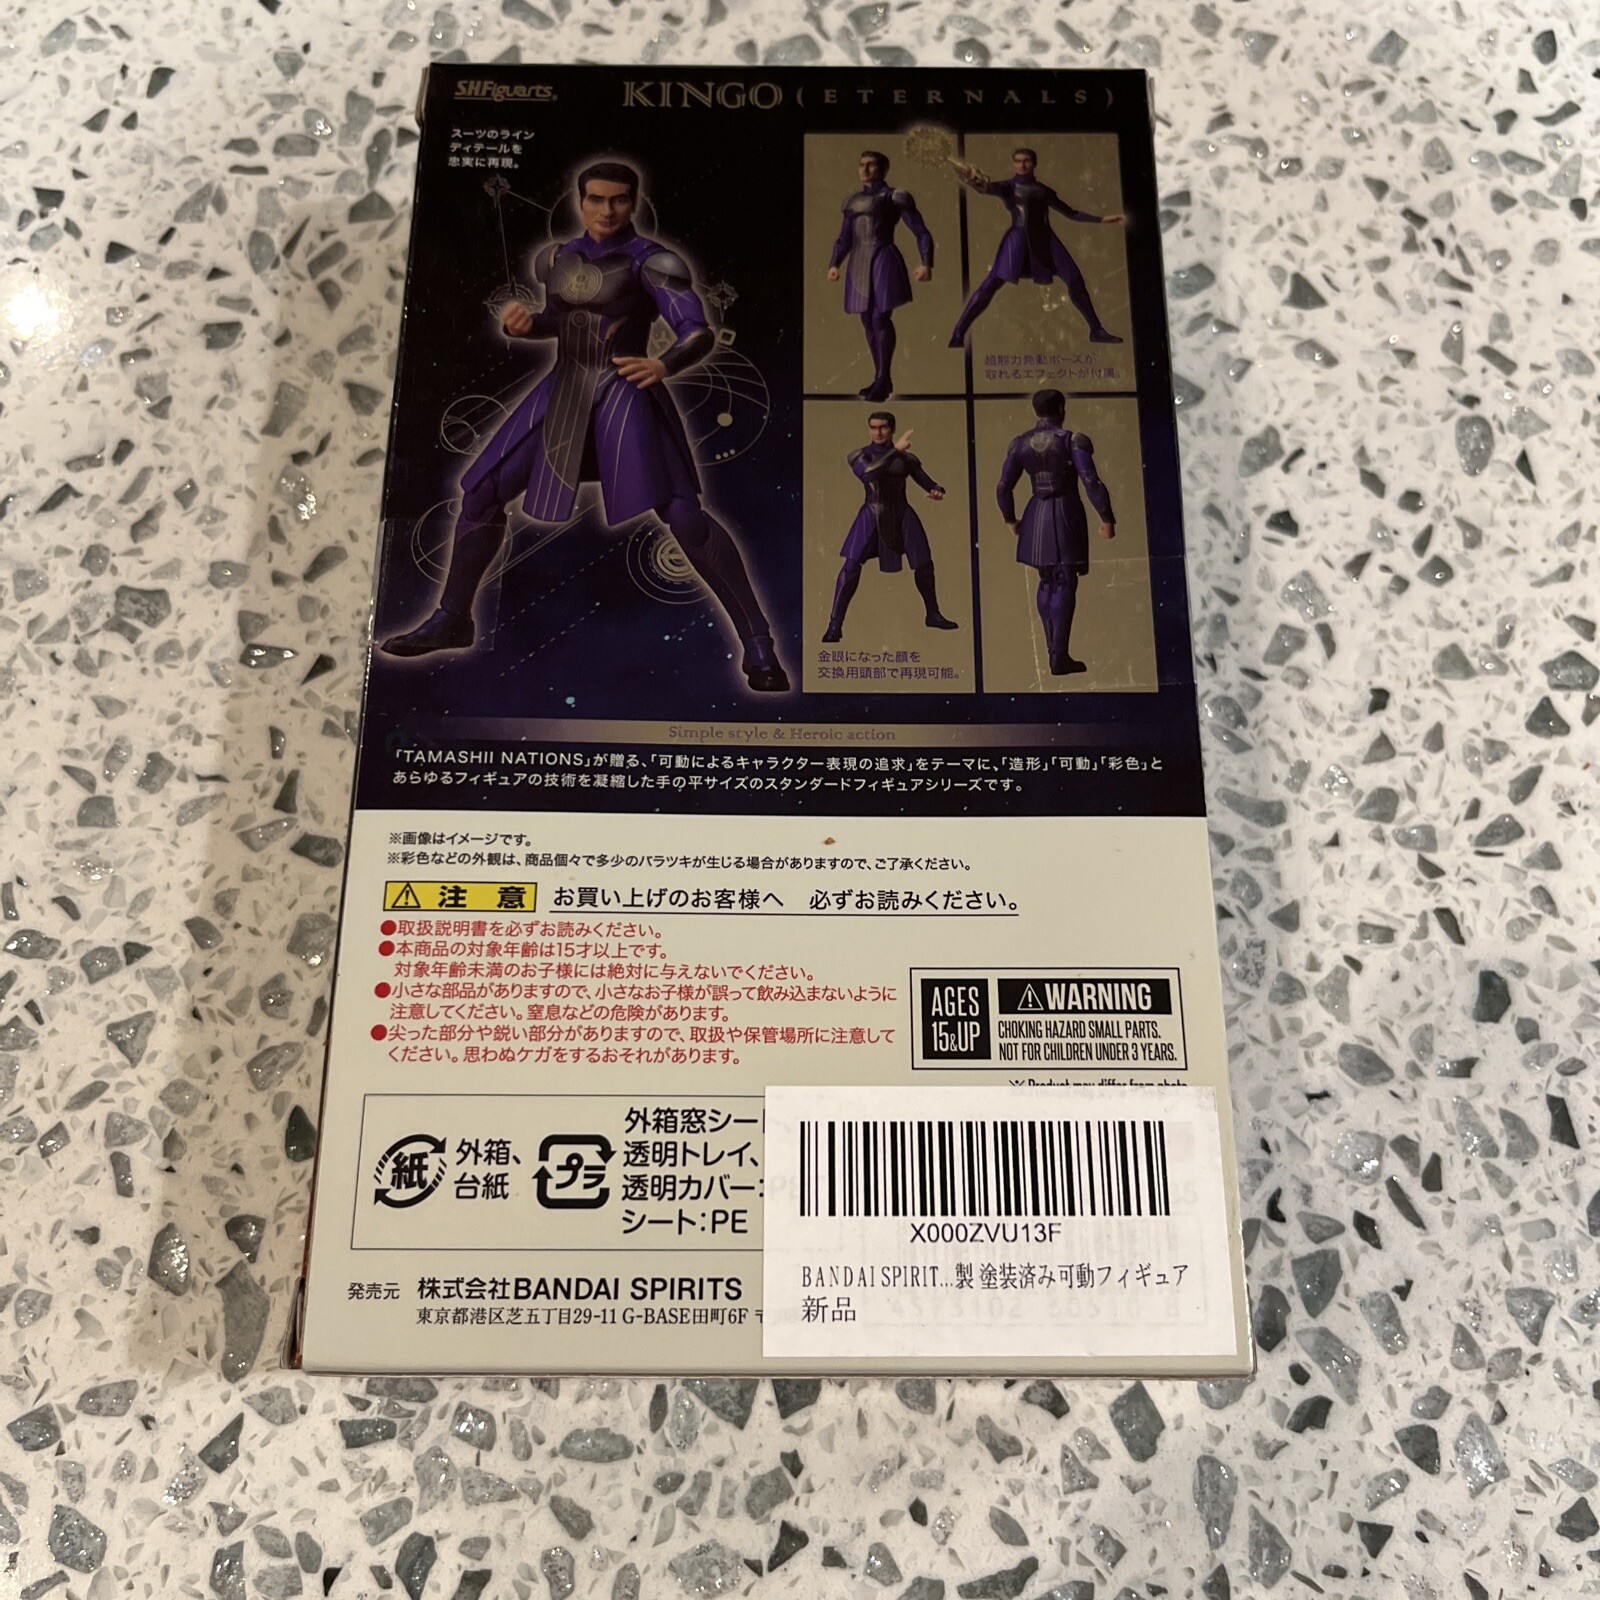 S.H.Figuarts
KINGO (ETERNALS)
スーツのライン
ディテールを
忠実に再現。
超能力発動ポーズが
取れるエフェクトが付属。
金眼になった顔を
交換用頭部で再現可能。
Simple style & Heroic action
「TAMASHII NATIONS」が贈る、「可動によるキャラクター表現の追求」をテーマに、「造形」「可動」「彩色」と
あらゆるフィギュアの技術を凝縮した手の平サイズのスタンダードフィギュアシリーズです。
※画像はイメージです。
※彩色などの外観は、商品個々で多少のバラツキが生じる場合がありますので、ご了承ください。
注意 お買い上げのお客様へ 必ずお読みください。
●取扱説明書を必ずお読みください。
●本商品の対象年齢は15才以上です。
対象年齢未満のお子様には絶対に与えないでください。
●小さな部品がありますので、小さなお子様が誤って飲み込まないように
注意してください。窒息などの危険があります。
●尖った部分や鋭い部分がありますので、取扱や保管場所に注意して
ください。思わぬケガをするおそれがあります。
AGES
15&UP
WARNING
CHOKING HAZARD SMALL PARTS.
NOT FOR CHILDREN UNDER 3 YEARS.
※ Product may differ from photo
紙
外箱、
台紙
プラ
外箱窓シー
透明トレイ、
透明カバー:
シート:PE
発売元 株式会社BANDAI SPIRITS
東京都港区芝五丁目29-11 G-BASE田町6F 〒
X000ZVU13F
BANDAI SPIRIT...製 塗装済み可動フィギュア
新品